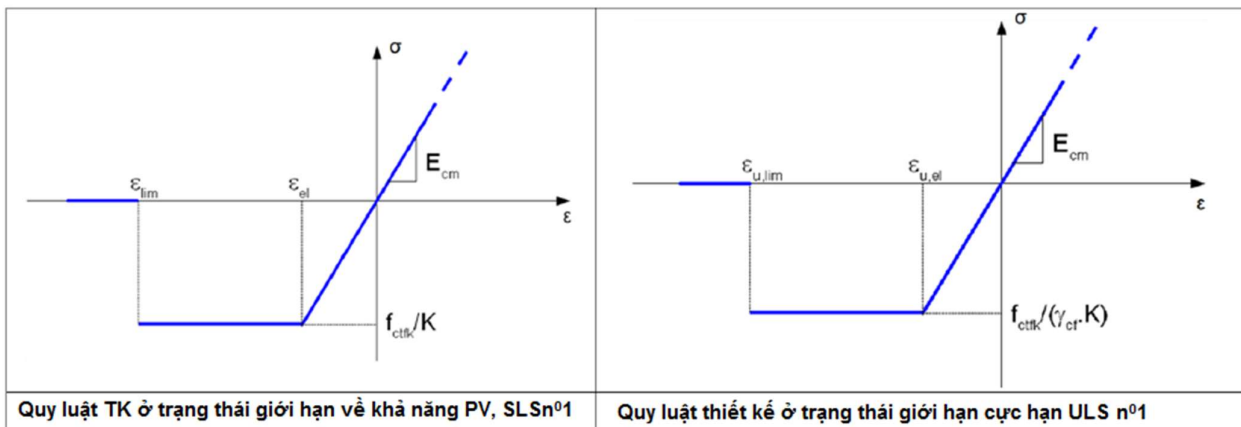 σ
E_cm
ε_lim
ε_el
ε
f_ctfk/K
Quy luật TK ở trạng thái giới hạn về khả năng PV, SLSn⁰1
σ
E_cm
ε_u,lim
ε_u,el
ε
f_ctfk/(γ_cf.K)
Quy luật thiết kế ở trạng thái giới hạn cực hạn ULS n⁰1